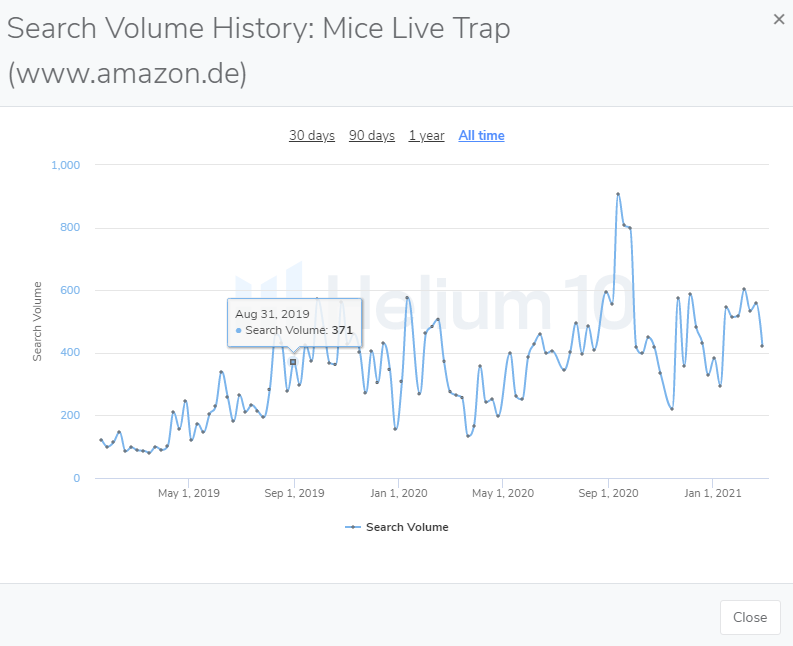 Search Volume History: Mice Live Trap
(www.amazon.de)
×
30 days 90 days 1 year All time
1,000
800
600
400
200
0
Search Volume
Helium 10
Aug 31, 2019
Search Volume: 371
May 1, 2019 Sep 1, 2019 Jan 1, 2020 May 1, 2020 Sep 1, 2020 Jan 1, 2021
Search Volume
Close